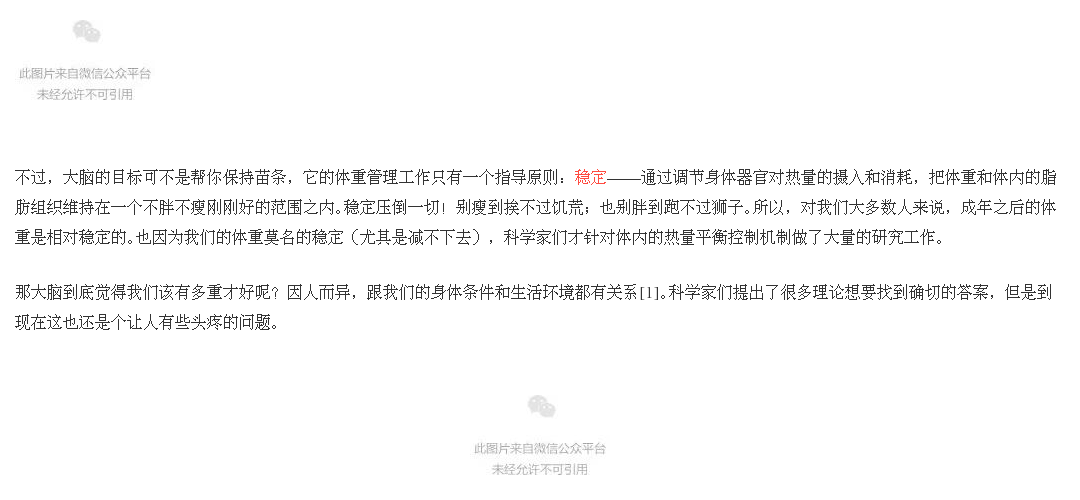 此图片来自微信公众平台
未经允许不可引用
不过，大脑的目标可不是帮你保持苗条，它的体重管理工作只有一个指导原则：稳定——通过调节身体器官对热量的摄入和消耗，把体重和体内的脂
肪组织维持在一个不胖不瘦刚刚好的范围之内。稳定压倒一切！别瘦到挨不过饥荒；也别胖到跑不过狮子。所以，对我们大多数人来说，成年之后的体
重是相对稳定的。也因为我们的体重莫名的稳定（尤其是减不下去），科学家们才针对体内的热量平衡控制机制做了大量的研究工作。
那大脑到底觉得我们该有多重才好呢？因人而异，跟我们的身体条件和生活环境都有关系[1]。科学家们提出了很多理论想要找到确切的答案，但是到
现在这也还是个让人有些头疼的问题。
此图片来自微信公众平台
未经允许不可引用